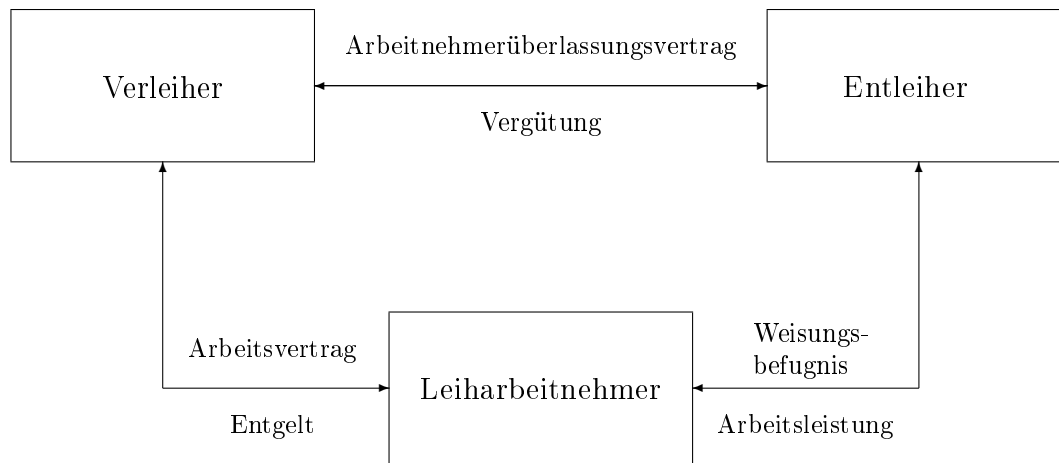 Arbeitnehmerüberlassungsvertrag
Verleiher
Entleiher
Vergütung
Arbeitsvertrag
Weisungs-
befugnis
Leiharbeitnehmer
Entgelt
Arbeitsleistung